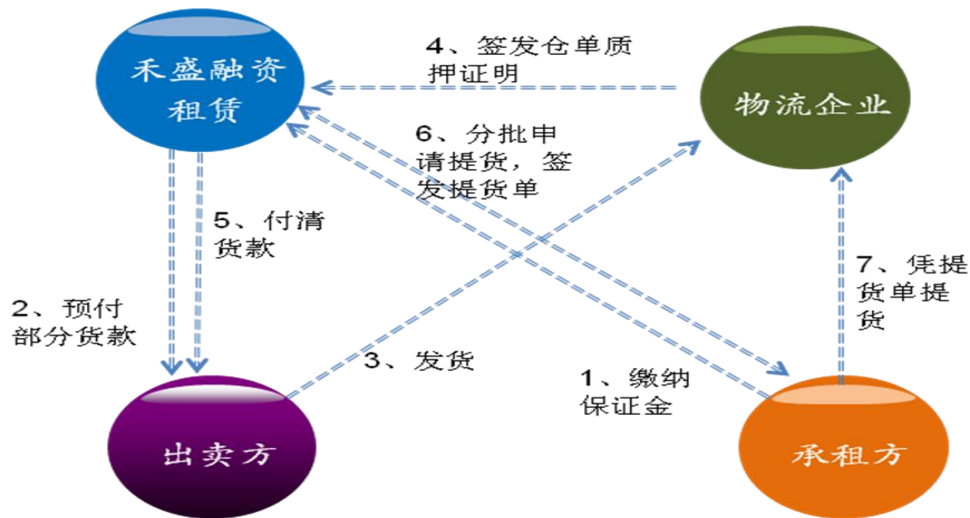 禾盛融资
租赁
4、签发仓单质
押证明
物流企业
6、分批申
请提货，签
发提货单
5、付清
货款
2、预付
部分货款
3、发货
7、凭提
货单提
货
1、缴纳
保证金
出卖方
承租方